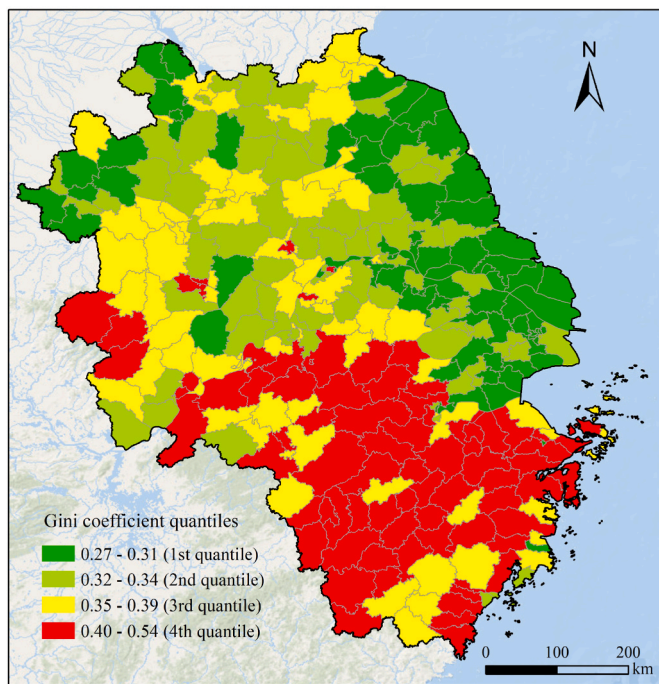 N
Gini coefficient quantiles
0.27 - 0.31 (1st quantile)
0.32 - 0.34 (2nd quantile)
0.35 - 0.39 (3rd quantile)
0.40 - 0.54 (4th quantile)
0 100 200
km